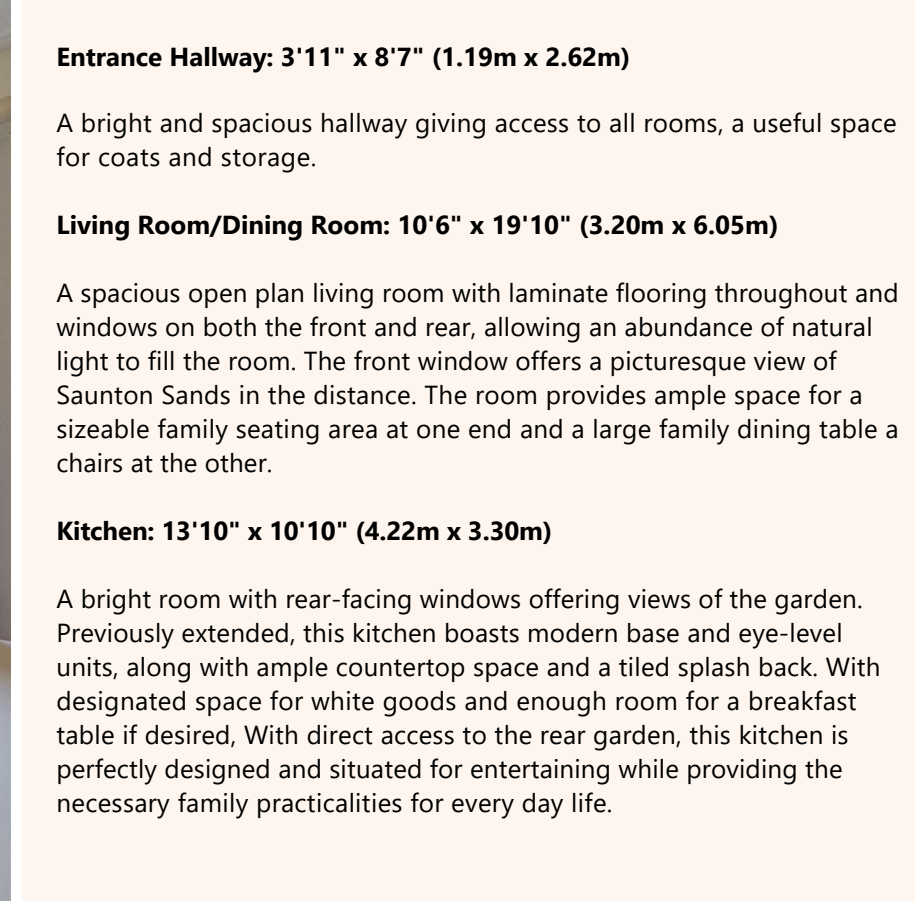 Entrance Hallway: 3'11" x 8'7" (1.19m x 2.62m)
A bright and spacious hallway giving access to all rooms, a useful space
for coats and storage.
Living Room/Dining Room: 10'6" x 19'10" (3.20m x 6.05m)
A spacious open plan living room with laminate flooring throughout and
windows on both the front and rear, allowing an abundance of natural
light to fill the room. The front window offers a picturesque view of
Saunton Sands in the distance. The room provides ample space for a
sizeable family seating area at one end and a large family dining table a
chairs at the other.
Kitchen: 13'10" x 10'10" (4.22m x 3.30m)
A bright room with rear-facing windows offering views of the garden.
Previously extended, this kitchen boasts modern base and eye-level
units, along with ample countertop space and a tiled splash back. With
designated space for white goods and enough room for a breakfast
table if desired, With direct access to the rear garden, this kitchen is
perfectly designed and situated for entertaining while providing the
necessary family practicalities for every day life.